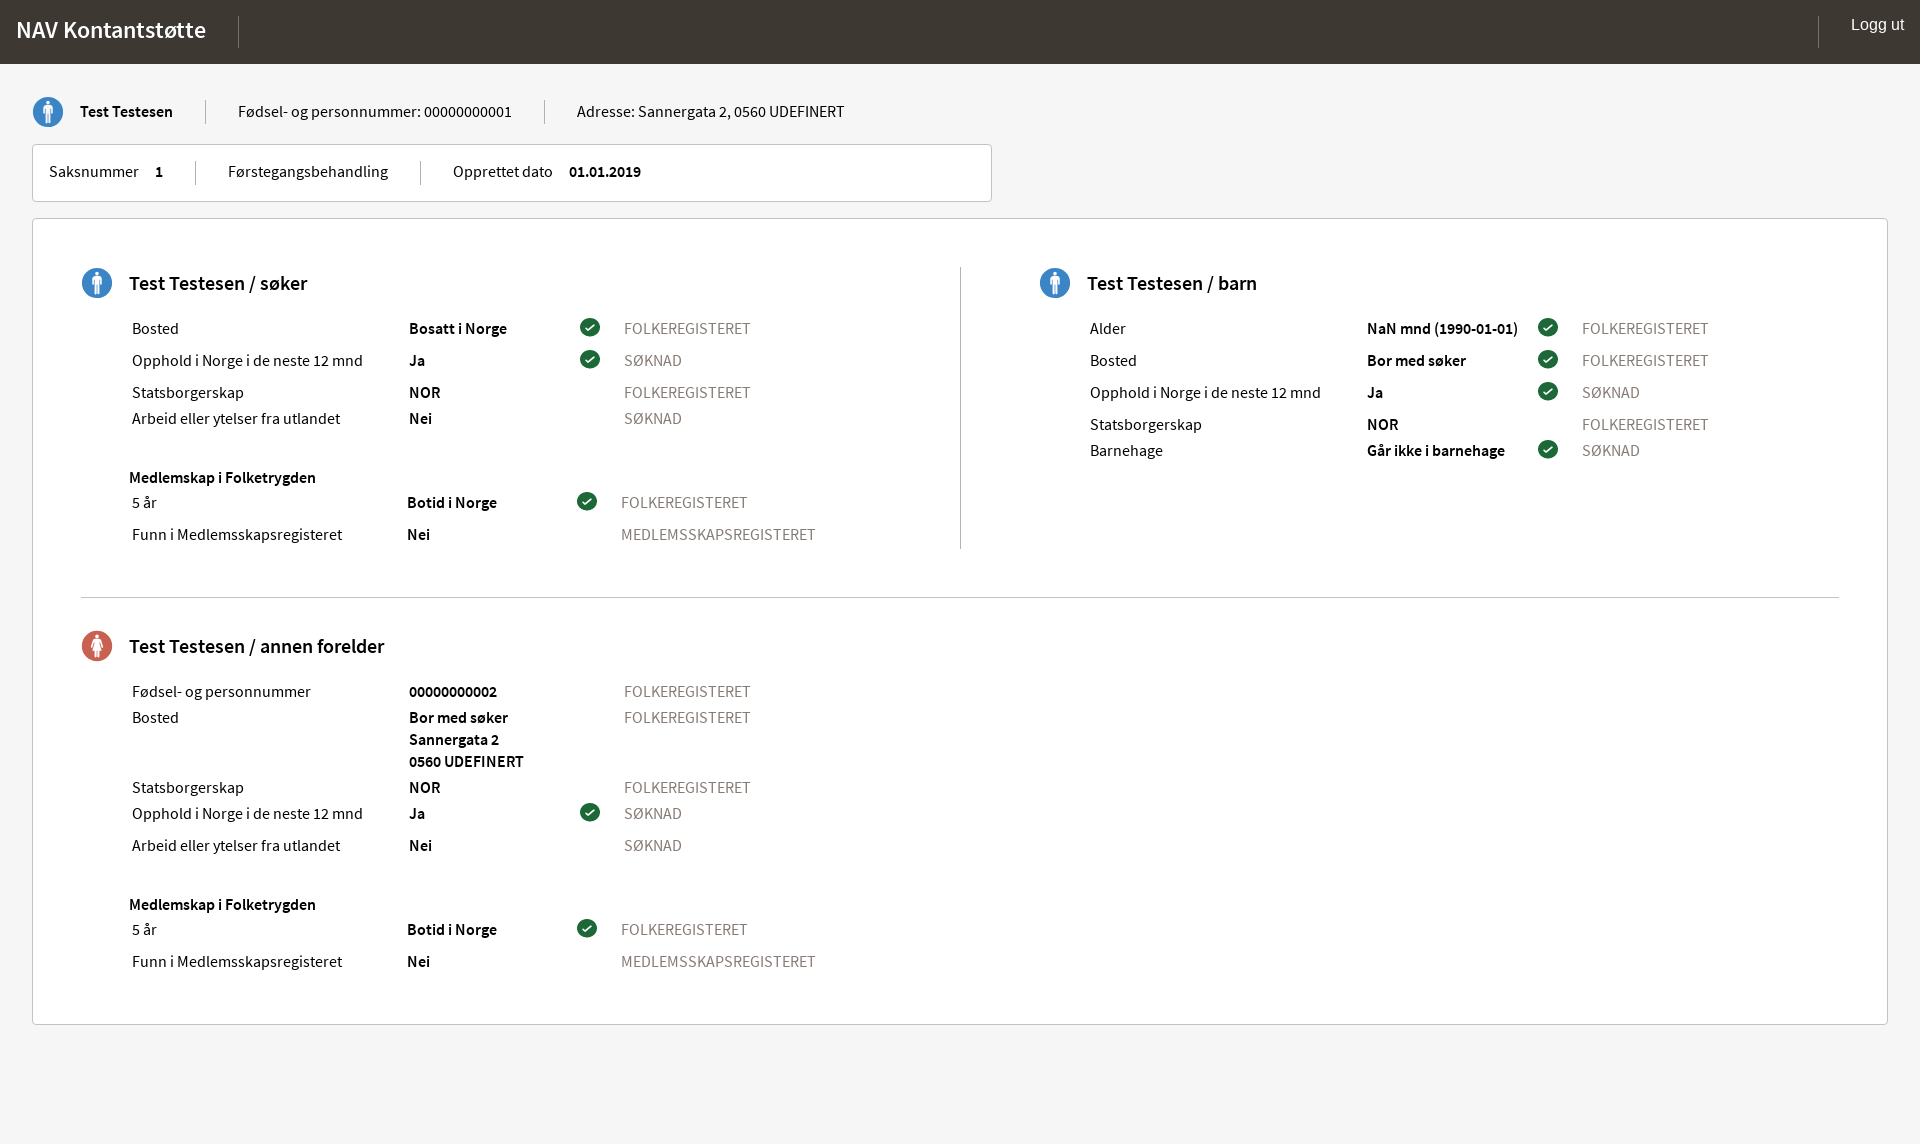 NAV Kontantstøtte
Logg ut
Test Testesen
Fødsel- og personnummer: 00000000001
Adresse: Sannergata 2, 0560 UDEFINERT
Saksnummer 1
Førstegangsbehandling
Opprettet dato 01.01.2019
Test Testesen / søker
Bosted Bosatt i Norge FOLKEREGISTERET
Opphold i Norge i de neste 12 mnd Ja SØKNAD
Statsborgerskap NOR FOLKEREGISTERET
Arbeid eller ytelser fra utlandet Nei SØKNAD
Medlemskap i Folketrygden
5 år Botid i Norge FOLKEREGISTERET
Funn i Medlemsskapsregisteret Nei MEDLEMSSKAPSREGISTERET
Test Testesen / barn
Alder NaN mnd (1990-01-01) FOLKEREGISTERET
Bosted Bor med søker FOLKEREGISTERET
Opphold i Norge i de neste 12 mnd Ja SØKNAD
Statsborgerskap NOR FOLKEREGISTERET
Barnehage Går ikke i barnehage SØKNAD
Test Testesen / annen forelder
Fødsel- og personnummer 00000000002 FOLKEREGISTERET
Bosted Bor med søker FOLKEREGISTERET
Sannergata 2
0560 UDEFINERT
Statsborgerskap NOR FOLKEREGISTERET
Opphold i Norge i de neste 12 mnd Ja SØKNAD
Arbeid eller ytelser fra utlandet Nei SØKNAD
Medlemskap i Folketrygden
5 år Botid i Norge FOLKEREGISTERET
Funn i Medlemsskapsregisteret Nei MEDLEMSSKAPSREGISTERET